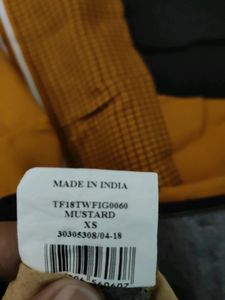 MADE IN INDIA
TF18TWFIG0060
MUSTARD
XS
30305308/04-18